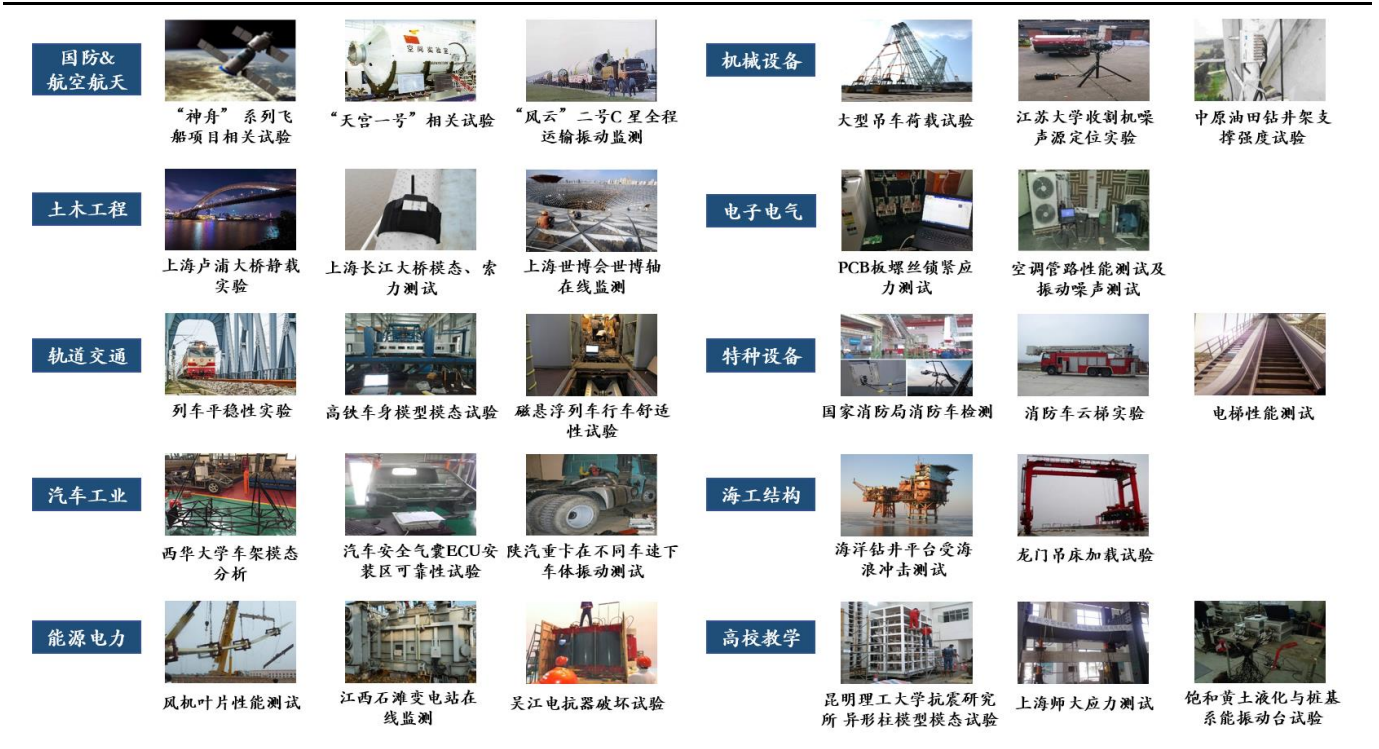 国防&
航空航天
“神舟” 系列飞
船项目相关试验
“天宫一号”相关试验
“风云”二号C 星全程
运输振动监测
土木工程
上海卢浦大桥静载
实验
上海长江大桥模态、索
力测试
上海世博会世博轴
在线监测
轨道交通
列车平稳性实验
高铁车身模型模态试验
磁悬浮列车行车舒适
性试验
汽车工业
西华大学车架模态
分析
汽车安全气囊ECU安
装区可靠性试验
陕汽重卡在不同车速下
车体振动测试
能源电力
风机叶片性能测试
江西石滩变电站在
线监测
吴江电抗器破坏试验
机械设备
大型吊车荷载试验
江苏大学收割机噪
声源定位实验
中原油田钻井架支
撑强度试验
电子电气
PCB板螺丝锁紧应
力测试
空调管路性能测试及
振动噪声测试
特种设备
国家消防局消防车检测
消防车云梯实验
电梯性能测试
海工结构
海洋钻井平台受海
浪冲击测试
龙门吊床加载试验
高校教学
昆明理工大学抗震研究
所 异形柱模型模态试验
上海师大应力测试
饱和黄土液化与桩基
系能振动台试验
空间实验室